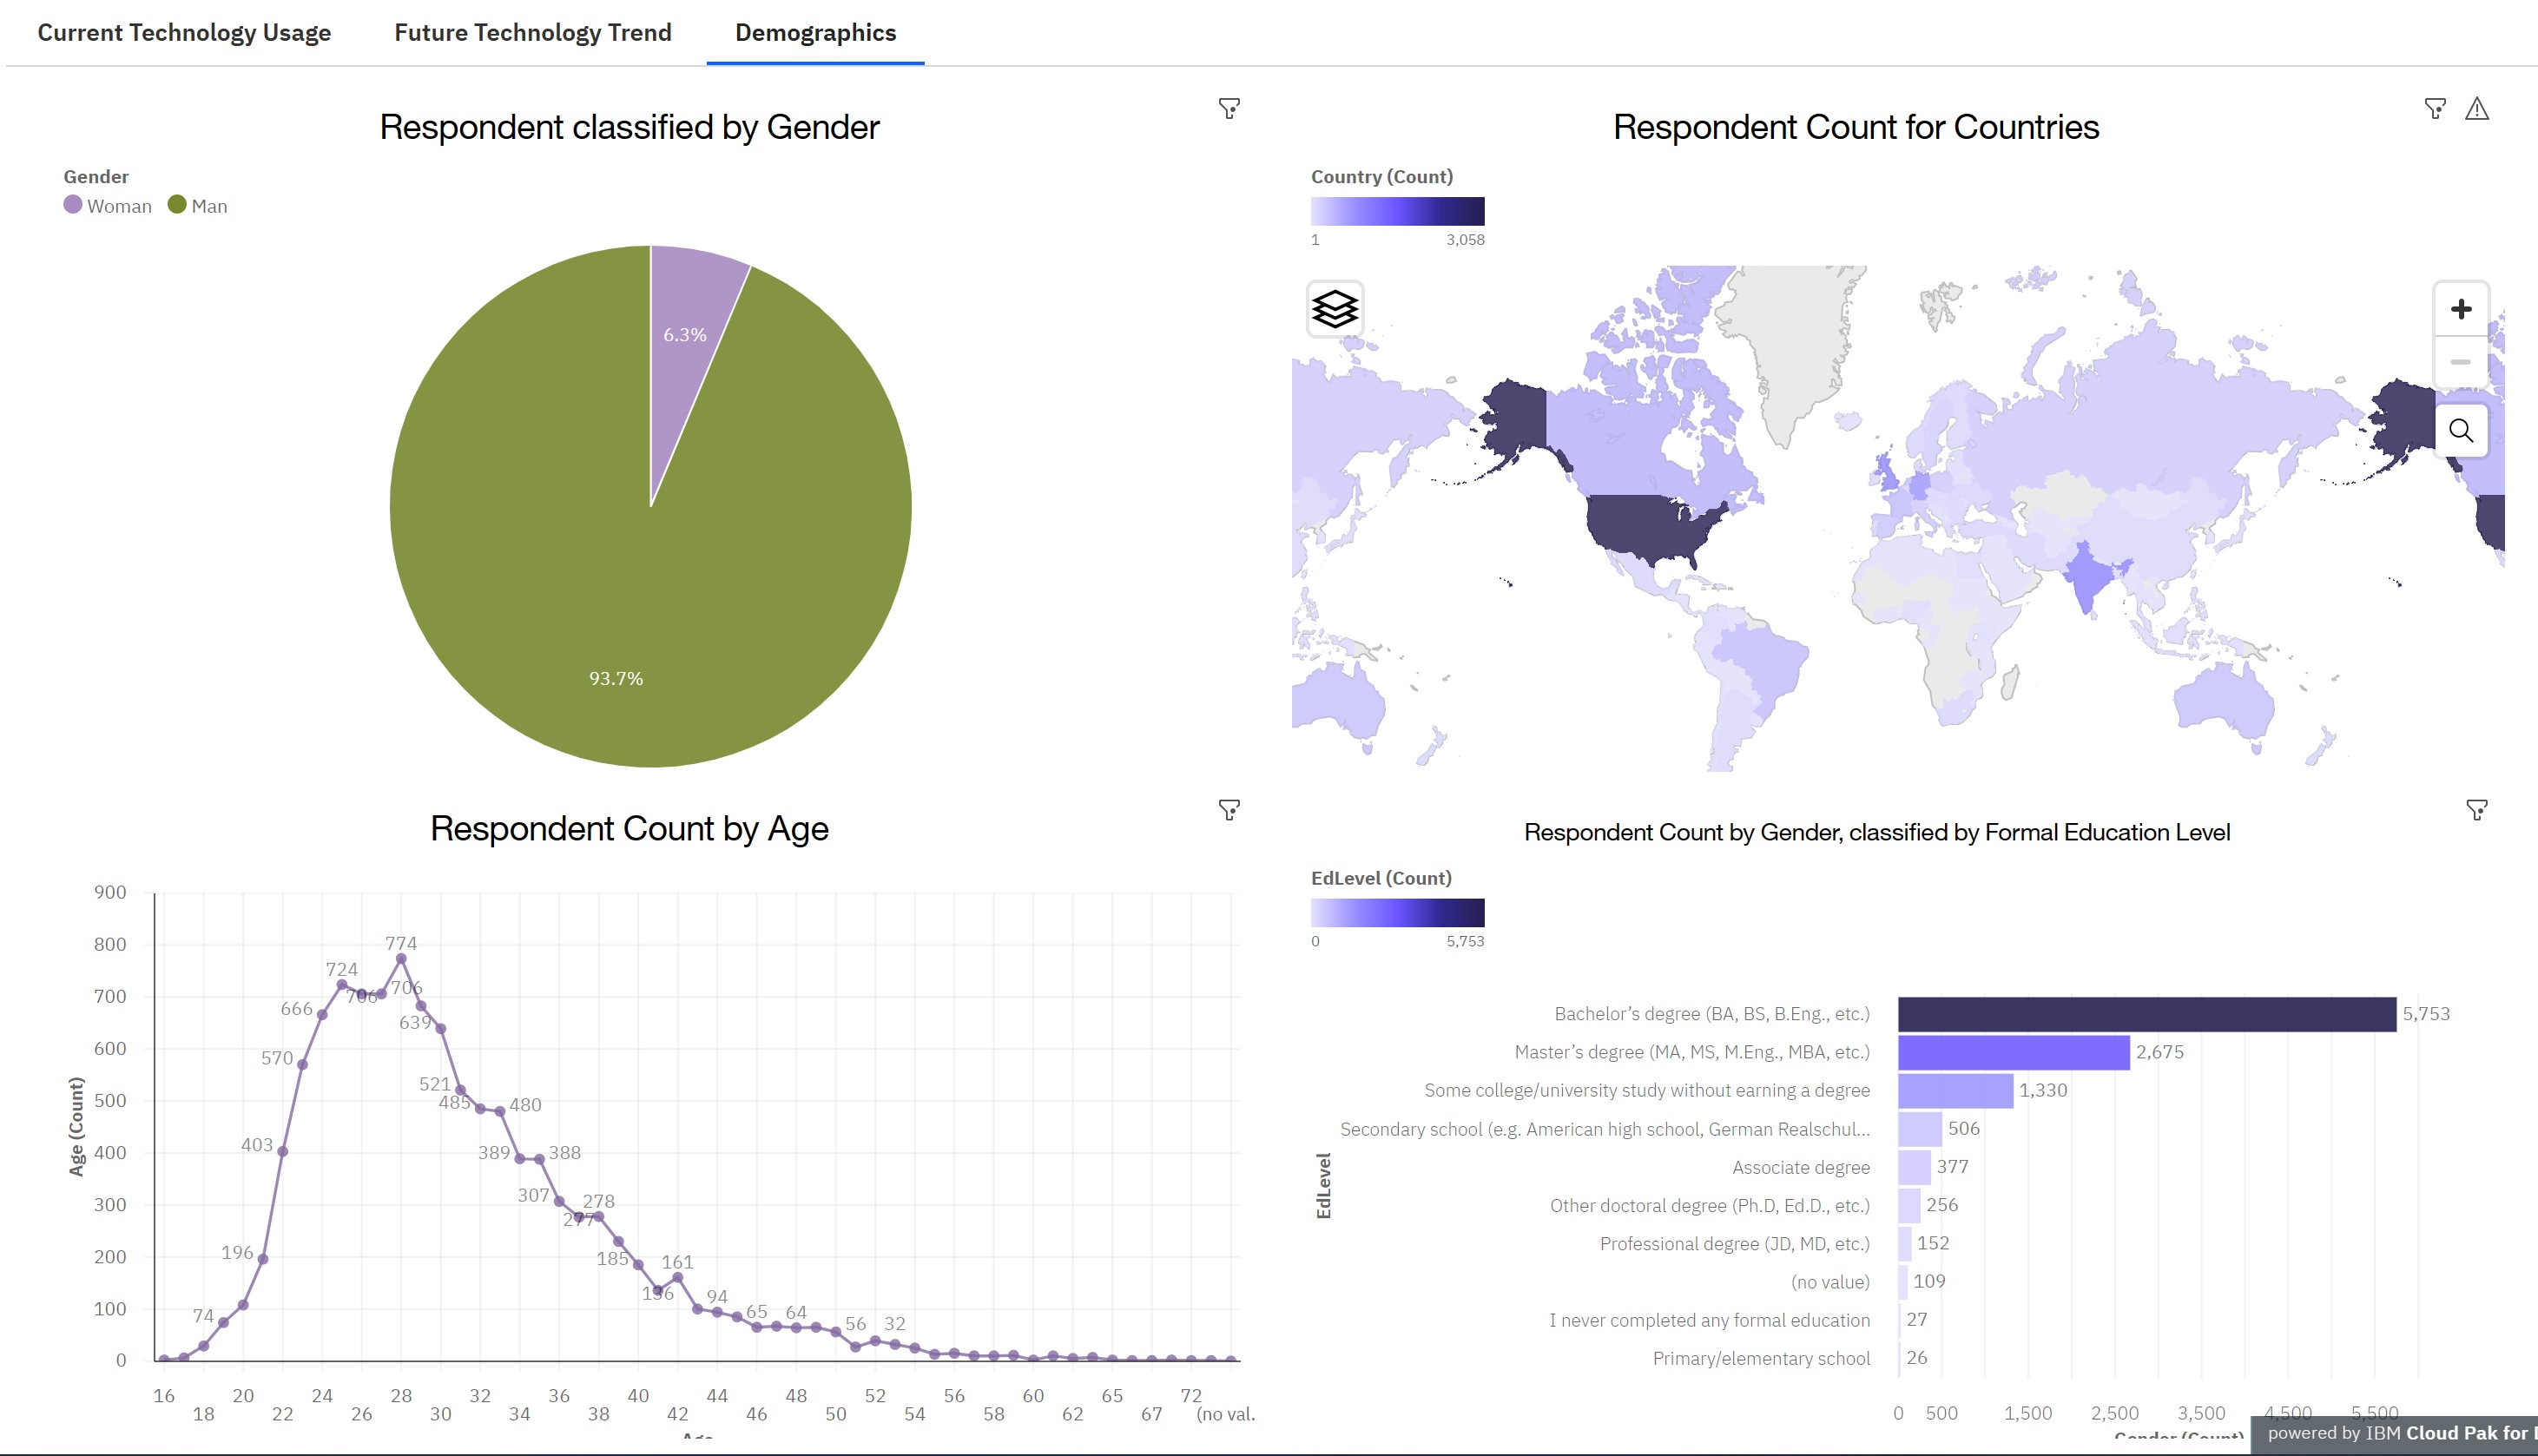 Current Technology Usage
Future Technology Trend
Demographics
Respondent classified by Gender
Gender
Woman
Man
6.3%
93.7%
Respondent Count for Countries
Country (Count)
1
3,058
Respondent Count by Age
900
800
700
600
500
400
300
200
100
0
Age (Count)
74
196
403
570
666
724
706
774
706
639
521
485
480
389
388
307
277
278
185
136
161
94
65
64
56
32
16
18
20
22
24
26
28
30
32
34
36
38
40
42
44
46
48
50
52
54
56
58
60
62
65
67
72
(no val.
Age
Respondent Count by Gender, classified by Formal Education Level
EdLevel (Count)
0
5,753
EdLevel
Bachelor’s degree (BA, BS, B.Eng., etc.) 5,753
Master’s degree (MA, MS, M.Eng., MBA, etc.) 2,675
Some college/university study without earning a degree 1,330
Secondary school (e.g. American high school, German Realschul... 506
Associate degree 377
Other doctoral degree (Ph.D, Ed.D., etc.) 256
Professional degree (JD, MD, etc.) 152
(no value) 109
I never completed any formal education 27
Primary/elementary school 26
0 500 1,500 2,500 3,500 4,500 5,500
Gender (Count)
powered by IBM Cloud Pak for